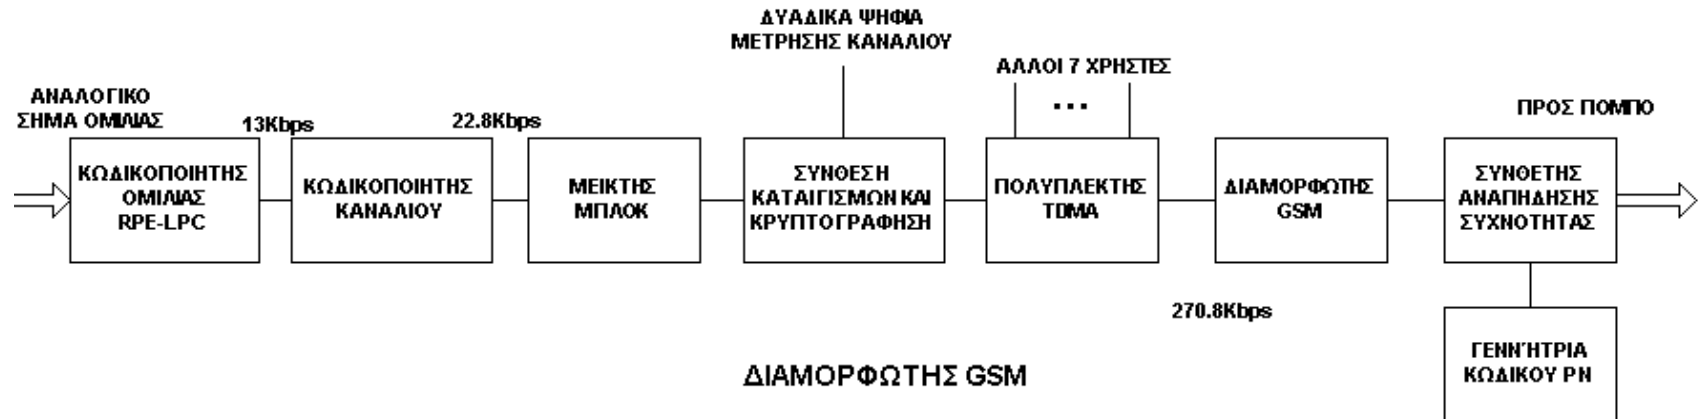 ΔΥΑΔΙΚΑ ΨΗΦΙΑ
ΜΕΤΡΗΣΗΣ ΚΑΝΑΛΙΟΥ
ΑΛΛΟΙ 7 ΧΡΗΣΤΕΣ
...
ΑΝΑΛΟΓΙΚΟ
ΣΗΜΑ ΟΜΙΛΙΑΣ
13Kbps
22.8Kbps
ΠΡΟΣ ΠΟΜΠΟ
ΚΩΔΙΚΟΠΟΙΗΤΗΣ
ΟΜΙΛΙΑΣ
RPE-LPC
ΚΩΔΙΚΟΠΟΙΗΤΗΣ
ΚΑΝΑΛΙΟΥ
ΜΕΙΚΤΗΣ
ΜΠΛΟΚ
ΣΥΝΘΕΣΗ
ΚΑΤΑΙΓΙΣΜΩΝ ΚΑΙ
ΚΡΥΠΤΟΓΡΑΦΗΣΗ
ΠΟΛΥΠΛΕΚΤΗΣ
TDMA
ΔΙΑΜΟΡΦΩΤΗΣ
GSM
ΣΥΝΘΕΤΗΣ
ΑΝΑΠΗΔΗΣΗΣ
ΣΥΧΝΟΤΗΤΑΣ
270.8Kbps
ΓΕΝΝΉΤΡΙΑ
ΚΩΔΙΚΟΥ PN
ΔΙΑΜΟΡΦΩΤΗΣ GSM